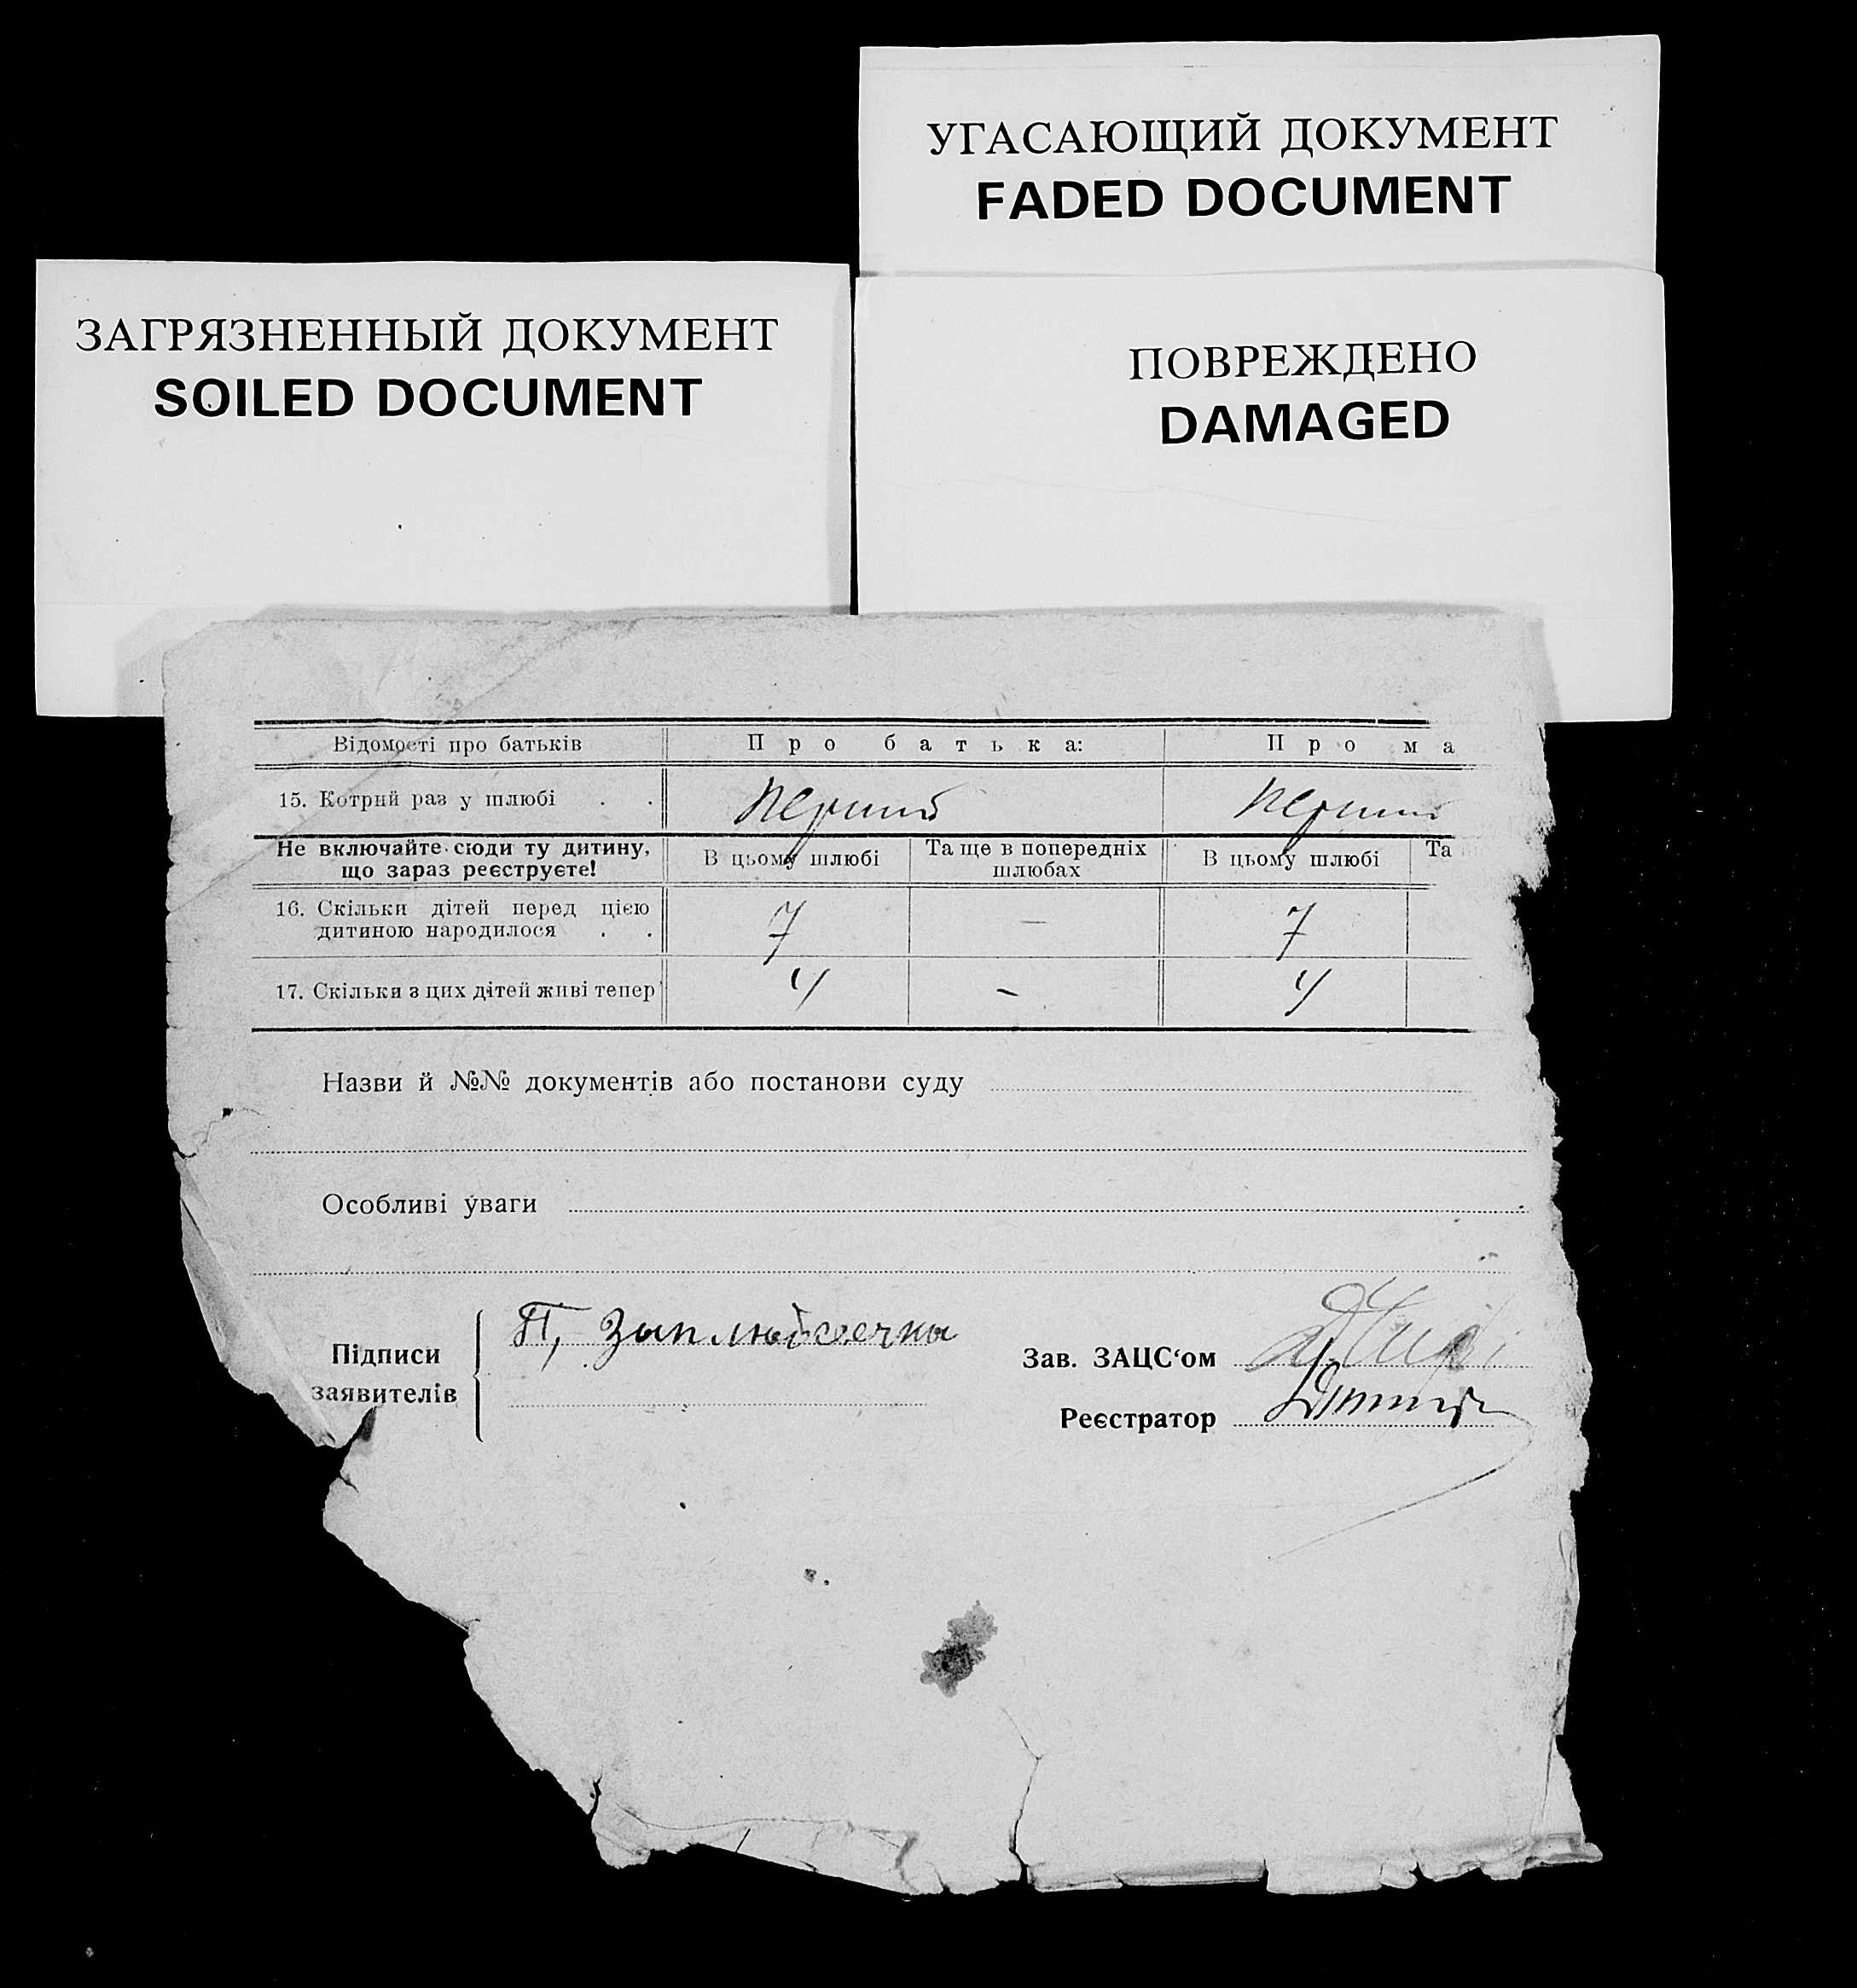 УГАСАЮЩИЙ ДОКУМЕНТ
FADED DOCUMENT
ЗАГРЯЗНЕННЫЙ ДОКУМЕНТ
SOILED DOCUMENT
ПОВРЕЖДЕНО
DAMAGED
Відомості про батьків Про батька: Про ма
15. Котрий раз у шлюбі . . Перший Перший
Не включайте сюди ту дитину,
що зараз реєструєте!
В цьому шлюбі Та ще в попередніх
шлюбах
В цьому шлюбі Та
16. Скільки дітей перед цією
дитиною народилося . . 7 — 7
17. Скільки з цих дітей живі тепер 4 - 4
Назви й №№ документів або постанови суду
Особливі уваги
Підписи
заявителів
П,
Зав. ЗАЦС‘ом
Реєстратор